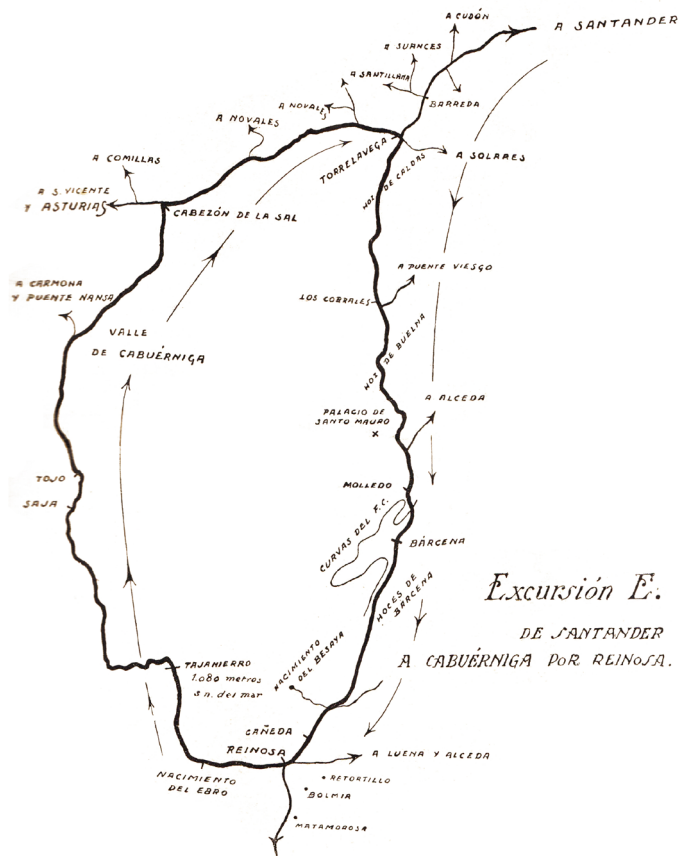 A CUDÓN
A SANTANDER
A SUANCES
A SANTILLANA
BARREDA
A NOVALES
A NOVALES
TORRELAVEGA
A SOLARES
A COMILLAS
HOZ DE CALDAS
A S. VICENTE
Y ASTURIAS
CABEZÓN DE LA SAL
A PUENTE VIESGO
A CARMONA
Y PUENTE NANSA
LOS CORRALES
VALLE
DE CABUÉRNIGA
HOZ DE BUELNA
A ALCEDA
PALACIO DE
SANTO MAURO
TOJO
SAJA
MOLLEDO
CURVAS DEL F.C.
BÁRCENA
HOCES DE
BÁRCENA
Excursión E.
DE SANTANDER
A CABUÉRNIGA POR REINOSA.
NACIMIENTO
DEL BESAYA
TAJAHIERRO
1.080 metros
s.n. del mar
CAÑEDA
REINOSA
A LUENA Y ALCEDA
NACIMIENTO
DEL EBRO
RETORTILLO
BOLMIA
MATAMOROSA